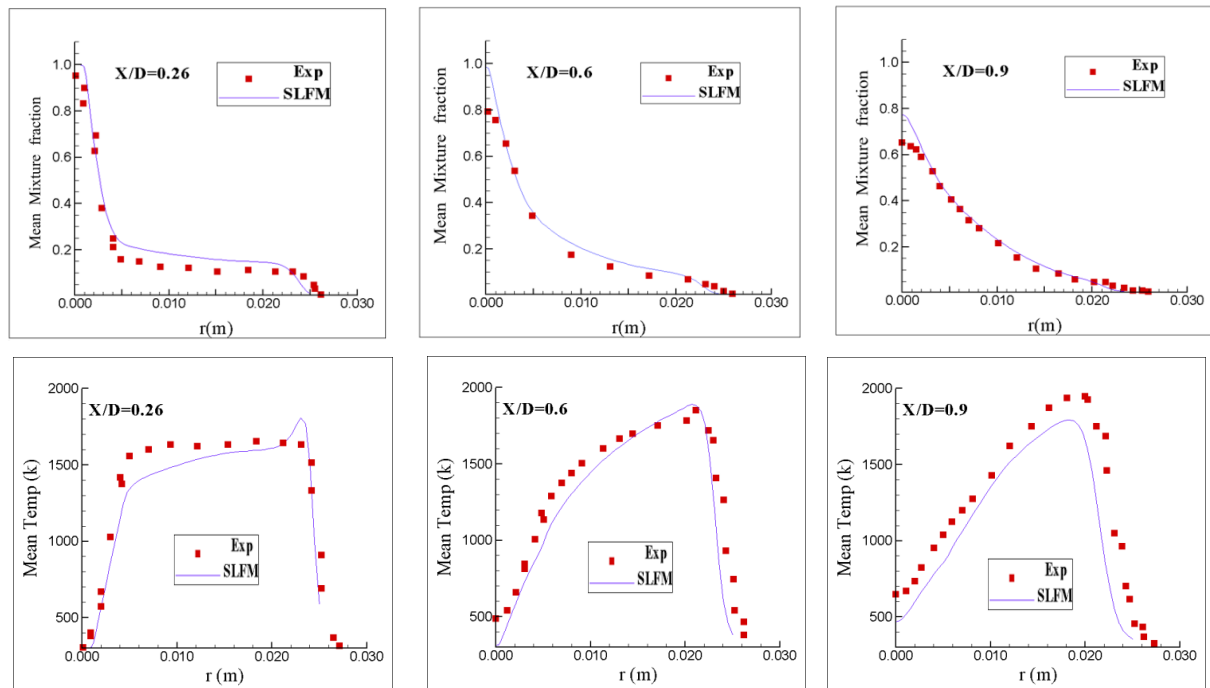 X/D=0.26
Exp
SLFM
Mean Mixture fraction
1.0
0.8
0.6
0.4
0.2
0.000 0.010 0.020 0.030
r(m)
X/D=0.6
Exp
SLFM
Mean Mixture fraction
1.0
0.8
0.6
0.4
0.2
0.000 0.010 0.020 0.030
r(m)
X/D=0.9
Exp
SLFM
Mean Mixture fraction
1.0
0.8
0.6
0.4
0.2
0.000 0.010 0.020 0.030
r(m)
X/D=0.26
Exp
SLFM
Mean Temp (k)
2000
1500
1000
500
0.000 0.010 0.020 0.030
r (m)
X/D=0.6
Exp
SLFM
Mean Temp (k)
2000
1500
1000
500
0.000 0.010 0.020 0.030
r (m)
X/D=0.9
Exp
SLFM
Mean Temp (k)
2000
1500
1000
500
0.000 0.010 0.020 0.030
r (m)